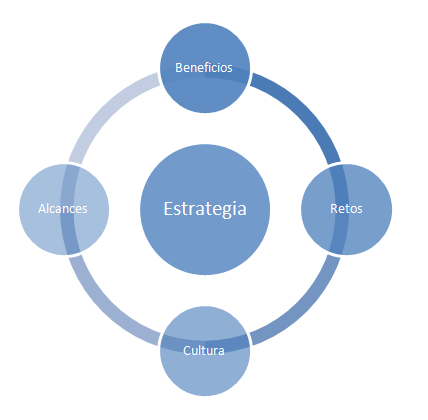 Beneficios
Alcances
Estrategia
Retos
Cultura